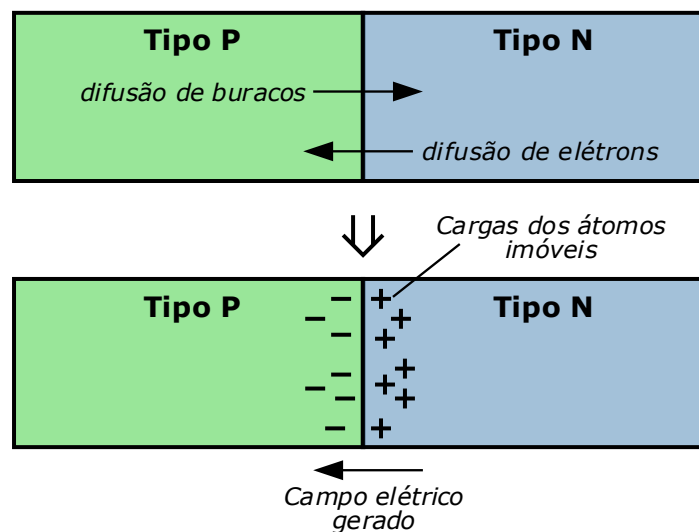 Tipo P
Tipo N
difusão de buracos
difusão de elétrons
Cargas dos átomos
imóveis
Tipo P
Tipo N
Campo elétrico
gerado